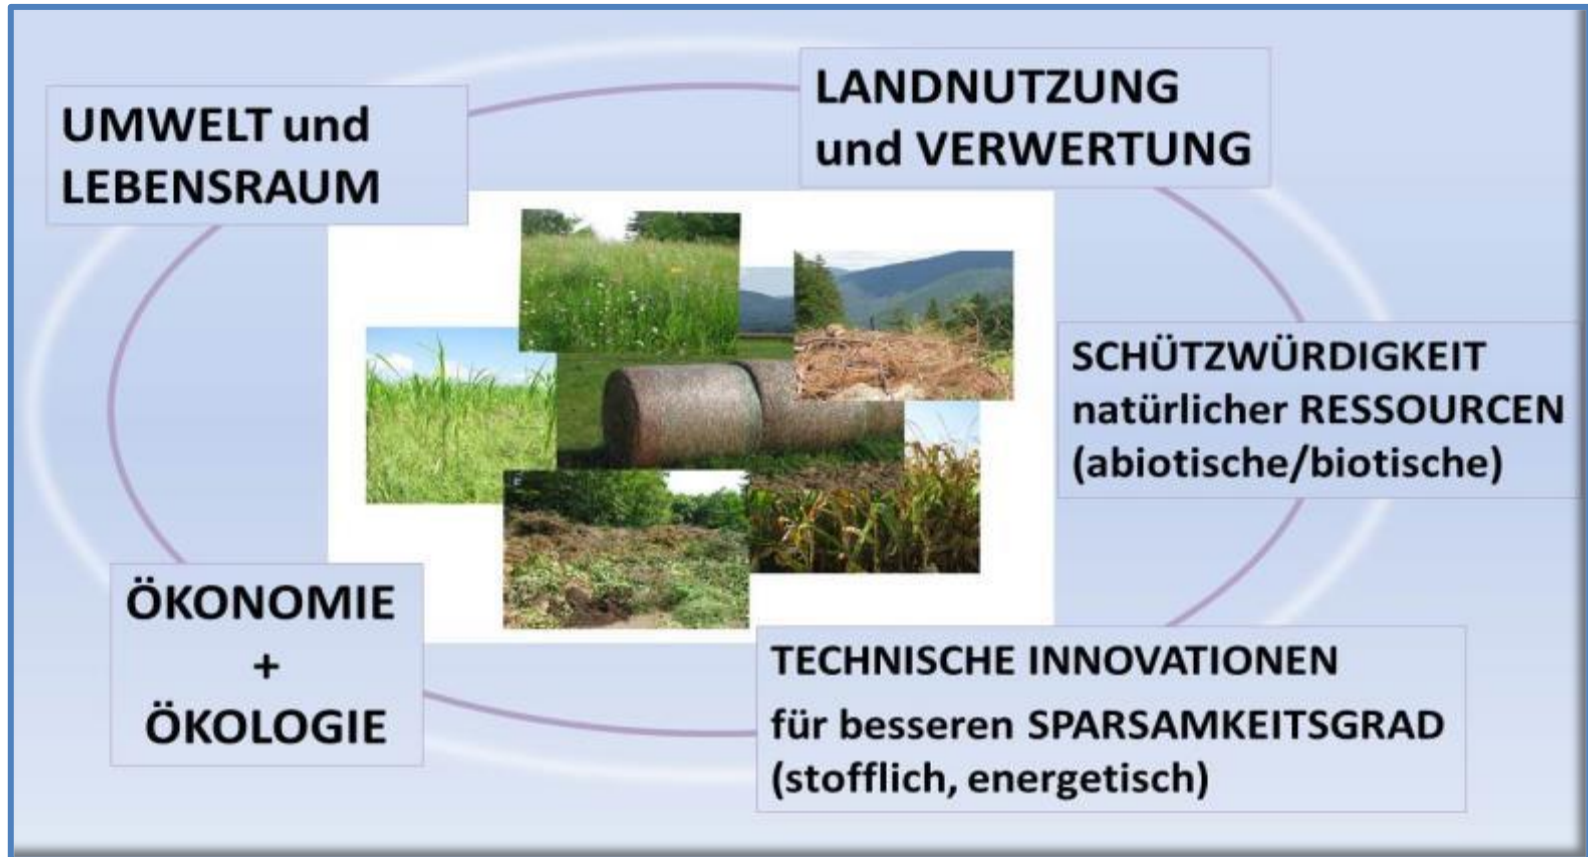 UMWELT und
LEBENSRAUM
LANDNUTZUNG
und VERWERTUNG
SCHÜTZWÜRDIGKEIT
natürlicher RESSOURCEN
(abiotische/biotische)
ÖKONOMIE
+
ÖKOLOGIE
TECHNISCHE INNOVATIONEN
für besseren SPARSAMKEITSGRAD
(stofflich, energetisch)